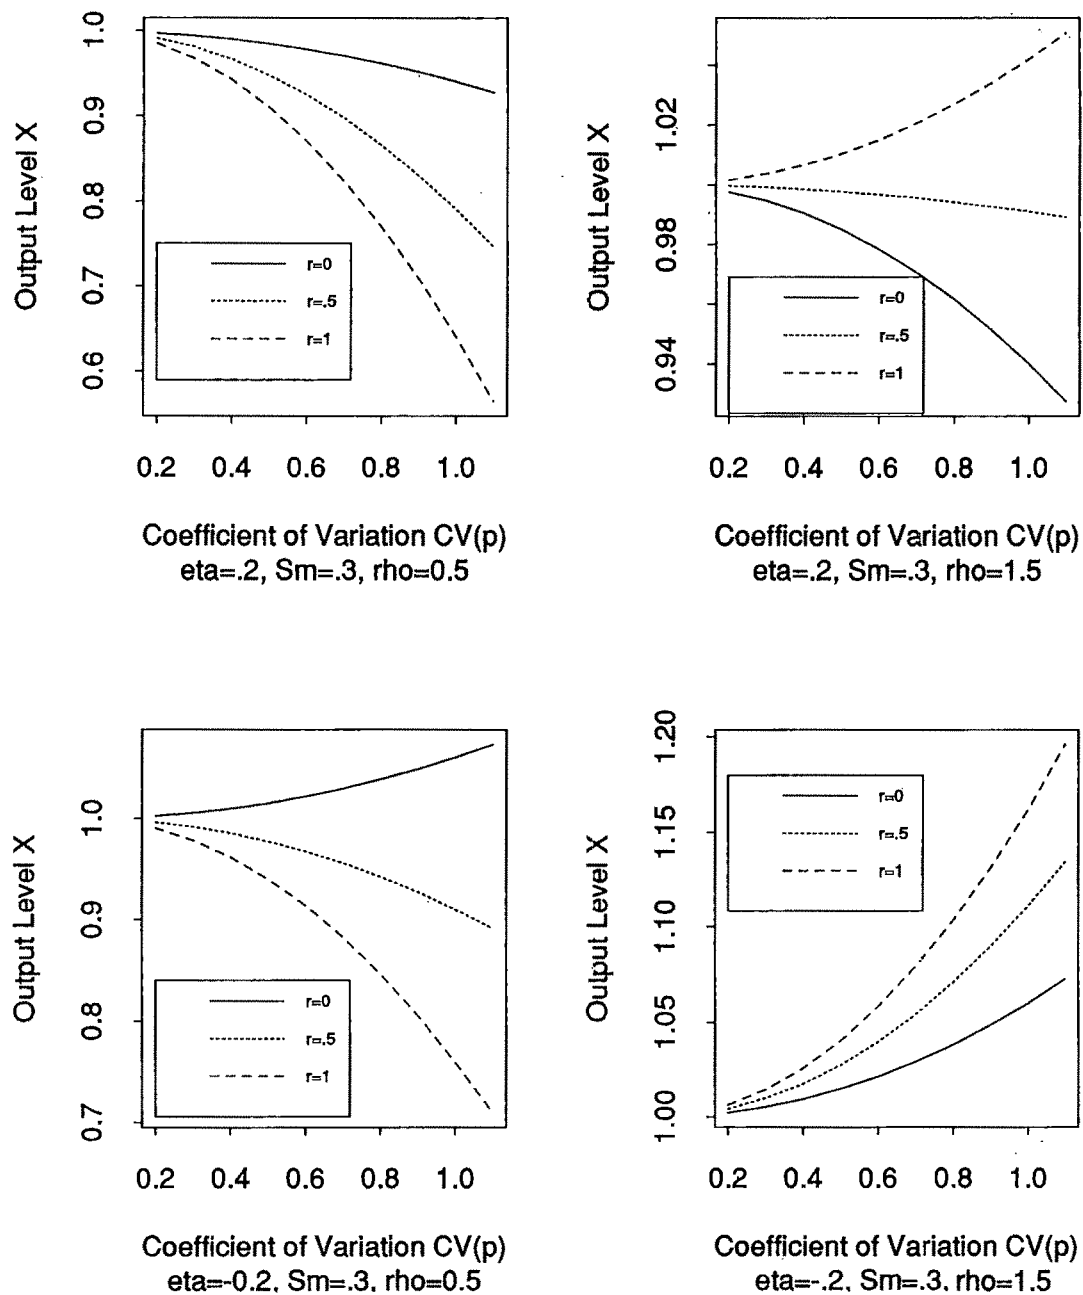 Output Level X
1.0
0.9
0.8
0.7
0.6
r=0
r=.5
r=1
0.2 0.4 0.6 0.8 1.0
Coefficient of Variation CV(p)
eta=.2, Sm=.3, rho=0.5
Output Level X
1.02
0.98
0.94
r=0
r=.5
r=1
0.2 0.4 0.6 0.8 1.0
Coefficient of Variation CV(p)
eta=.2, Sm=.3, rho=1.5
Output Level X
1.0
0.9
0.8
0.7
r=0
r=.5
r=1
0.2 0.4 0.6 0.8 1.0
Coefficient of Variation CV(p)
eta=-0.2, Sm=.3, rho=0.5
Output Level X
1.20
1.15
1.10
1.05
1.00
r=0
r=.5
r=1
0.2 0.4 0.6 0.8 1.0
Coefficient of Variation CV(p)
eta=-.2, Sm=.3, rho=1.5